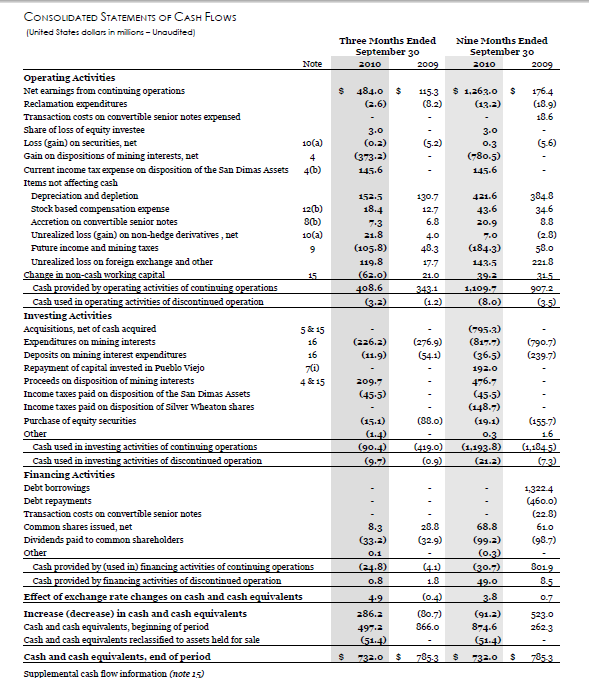 CONSOLIDATED STATEMENTS OF CASH FLOWS
(United States dollars in millions – Unaudited)
Three Months Ended Nine Months Ended
September 30 September 30
Note 2010 2009 2010 2009
Operating Activities
Net earnings from continuing operations $ 484.0 $ 115.3 $ 1,263.0 $ 176.4
Reclamation expenditures (2.6) (8.2) (13.2) (18.9)
Transaction costs on convertible senior notes expensed - - - 18.6
Share of loss of equity investee 3.0 - 3.0 -
Loss (gain) on securities, net 10(a) (0.2) (5.2) 0.3 (5.6)
Gain on dispositions of mining interests, net 4 (373.2) - (780.5) -
Current income tax expense on disposition of the San Dimas Assets 4(b) 145.6 - 145.6 -
Items not affecting cash
Depreciation and depletion 152.5 130.7 421.6 384.8
Stock based compensation expense 12(b) 18.4 12.7 43.6 34.6
Accretion on convertible senior notes 8(b) 7.3 6.8 20.9 8.8
Unrealized loss (gain) on non-hedge derivatives , net 10(a) 21.8 4.0 7.0 (2.8)
Future income and mining taxes 9 (105.8) 48.3 (184.3) 58.0
Unrealized loss on foreign exchange and other 119.8 17.7 143.5 221.8
Change in non-cash working capital 15 (62.0) 21.0 39.2 31.5
Cash provided by operating activities of continuing operations 408.6 343.1 1,109.7 907.2
Cash used in operating activities of discontinued operation (3.2) (1.2) (8.0) (3.5)
Investing Activities
Acquisitions, net of cash acquired 5 & 15 - - (795.3) -
Expenditures on mining interests 16 (226.2) (276.9) (817.7) (790.7)
Deposits on mining interest expenditures 16 (11.9) (54.1) (36.5) (239.7)
Repayment of capital invested in Pueblo Viejo 7(i) - - 192.0 -
Proceeds on disposition of mining interests 4 & 15 209.7 - 476.7 -
Income taxes paid on disposition of the San Dimas Assets (45.5) - (45.5) -
Income taxes paid on disposition of Silver Wheaton shares - - (148.7) -
Purchase of equity securities (15.1) (88.0) (19.1) (155.7)
Other (1.4) - 0.3 1.6
Cash used in investing activities of continuing operations (90.4) (419.0) (1,193.8) (1,184.5)
Cash used in investing activities of discontinued operation (9.7) (0.9) (21.2) (7.3)
Financing Activities
Debt borrowings - - - 1,322.4
Debt repayments - - - (460.0)
Transaction costs on convertible senior notes - - - (22.8)
Common shares issued, net 8.3 28.8 68.8 61.0
Dividends paid to common shareholders (33.2) (32.9) (99.2) (98.7)
Other 0.1 - (0.3) -
Cash provided by (used in) financing activities of continuing operations (24.8) (4.1) (30.7) 801.9
Cash provided by financing activities of discontinued operation 0.8 1.8 49.0 8.5
Effect of exchange rate changes on cash and cash equivalents 4.9 (0.4) 3.8 0.7
Increase (decrease) in cash and cash equivalents 286.2 (80.7) (91.2) 523.0
Cash and cash equivalents, beginning of period 497.2 866.0 874.6 262.3
Cash and cash equivalents reclassified to assets held for sale (51.4) - (51.4) -
Cash and cash equivalents, end of period $ 732.0 $ 785.3 $ 732.0 $ 785.3
Supplemental cash flow information (note 15)